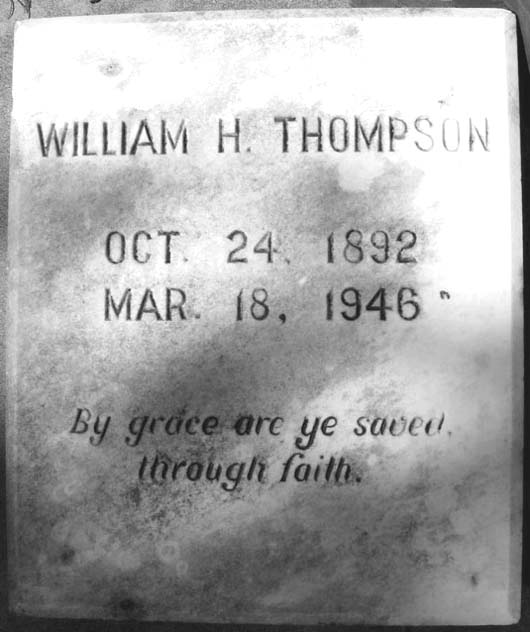 WILLIAM H. THOMPSON
OCT. 24, 1892
MAR. 18, 1946
By grace are ye saved,
through faith.